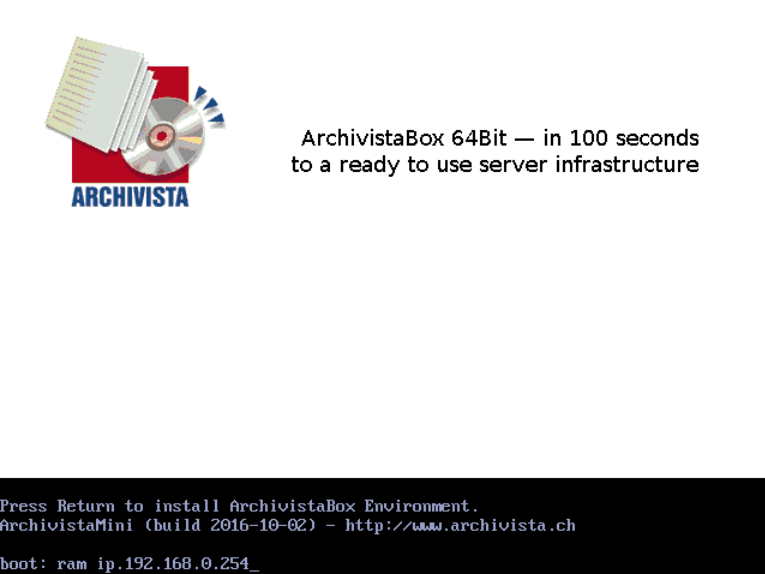 ArchivistaBox 64Bit — in 100 seconds
to a ready to use server infrastructure
ARCHIVISTA
Press Return to install ArchivistaBox Environment.
ArchivistaMini (build 2016-10-02) - http://www.archivista.ch
boot: ram ip.192.168.0.254_